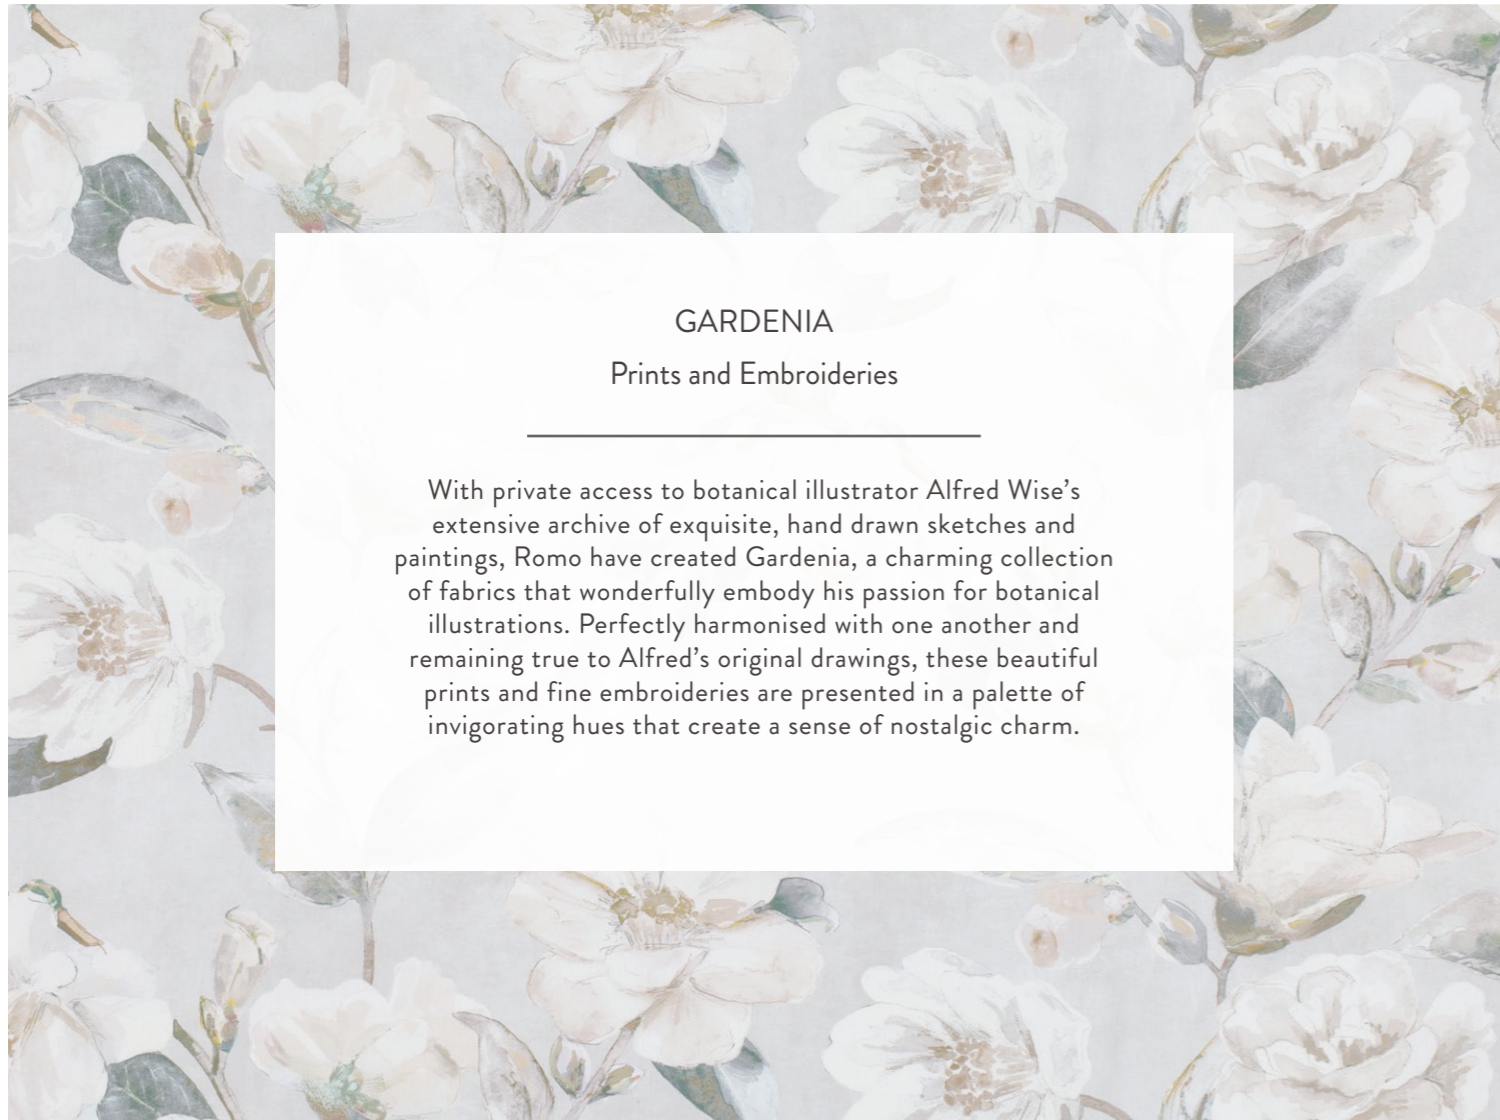 GARDENIA
Prints and Embroideries
With private access to botanical illustrator Alfred Wise’s
extensive archive of exquisite, hand drawn sketches and
paintings, Romo have created Gardenia, a charming collection
of fabrics that wonderfully embody his passion for botanical
illustrations. Perfectly harmonised with one another and
remaining true to Alfred’s original drawings, these beautiful
prints and fine embroideries are presented in a palette of
invigorating hues that create a sense of nostalgic charm.